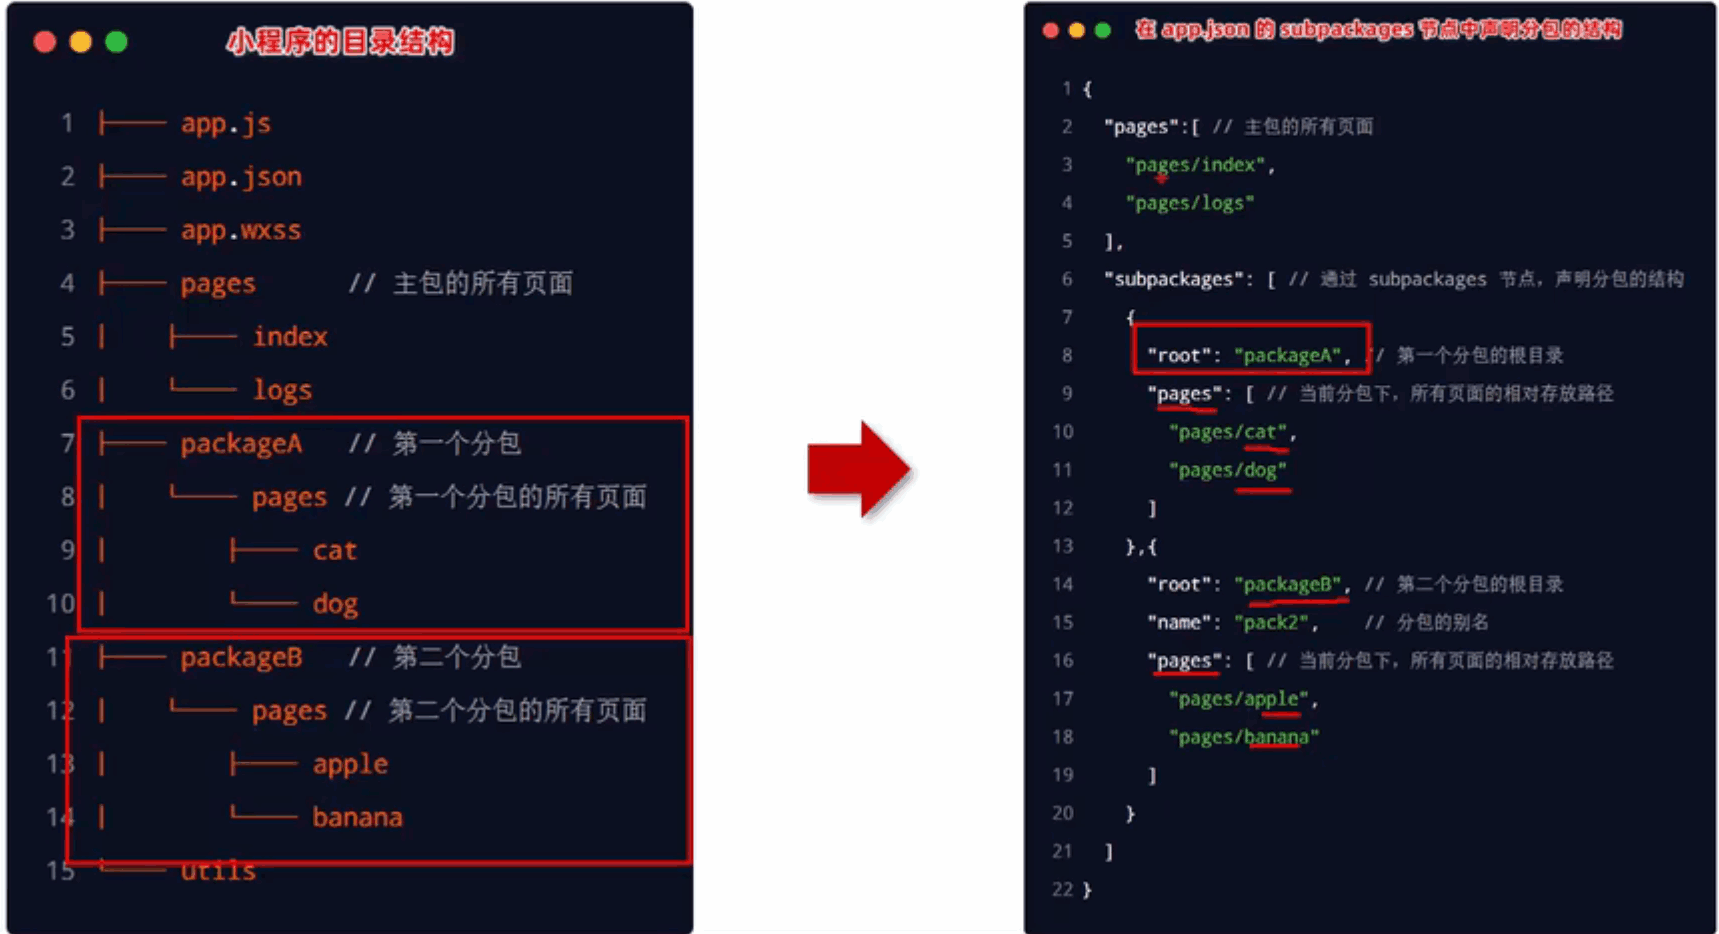 小程序的目录结构
1 ├── app.js
2 ├── app.json
3 ├── app.wxss
4 ├── pages // 主包的所有页面
5 │ ├── index
6 │ └── logs
7 ├── packageA // 第一个分包
8 │ └── pages // 第一个分包的所有页面
9 │ ├── cat
10 │ └── dog
11 ├── packageB // 第二个分包
12 │ └── pages // 第二个分包的所有页面
13 │ ├── apple
14 │ └── banana
15 └── utils
在 app.json 的 subpackages 节点中声明分包的结构
1 {
2 "pages":[ // 主包的所有页面
3 "pages/index",
4 "pages/logs"
5 ],
6 "subpackages": [ // 通过 subpackages 节点，声明分包的结构
7 {
8 "root": "packageA", // 第一个分包的根目录
9 "pages": [ // 当前分包下，所有页面的相对存放路径
10 "pages/cat",
11 "pages/dog"
12 ]
13 },{
14 "root": "packageB", // 第二个分包的根目录
15 "name": "pack2", // 分包的别名
16 "pages": [ // 当前分包下，所有页面的相对存放路径
17 "pages/apple",
18 "pages/banana"
19 ]
20 }
21 ]
22 }